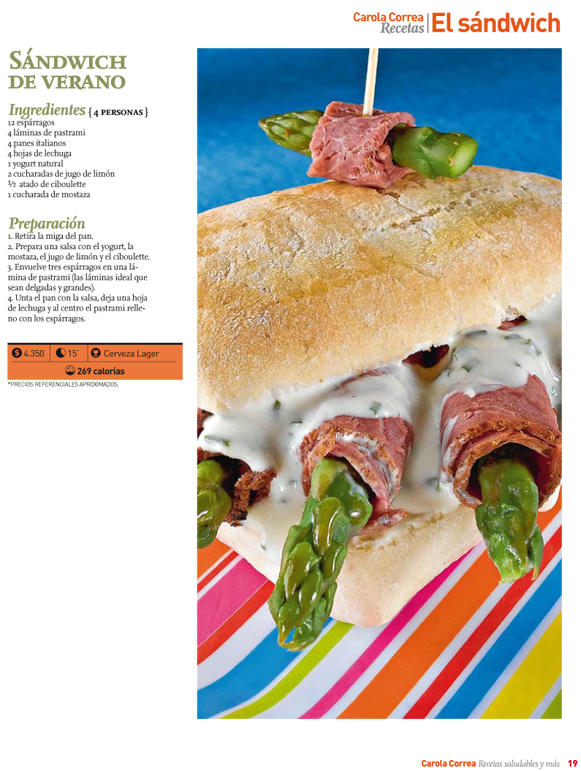 Carola Correa
Recetas
El sándwich
SÁNDWICH
DE VERANO
Ingredientes { 4 PERSONAS }
12 espárragos
4 láminas de pastrami
4 panes italianos
4 hojas de lechuga
1 yogurt natural
2 cucharadas de jugo de limón
½ atado de ciboulette
1 cucharada de mostaza
Preparación
1. Retira la miga del pan.
2. Prepara una salsa con el yogurt, la
mostaza, el jugo de limón y el ciboulette.
3. Envuelve tres espárragos en una lá-
mina de pastrami (las láminas ideal que
sean delgadas y grandes).
4. Unta el pan con la salsa, deja una hoja
de lechuga y al centro el pastrami relle-
no con los espárragos.
$ 4.350 15' Cerveza Lager
269 calorías
*PRECIOS REFERENCIALES APROXIMADOS.
Carola Correa Recetas saludables y más 19